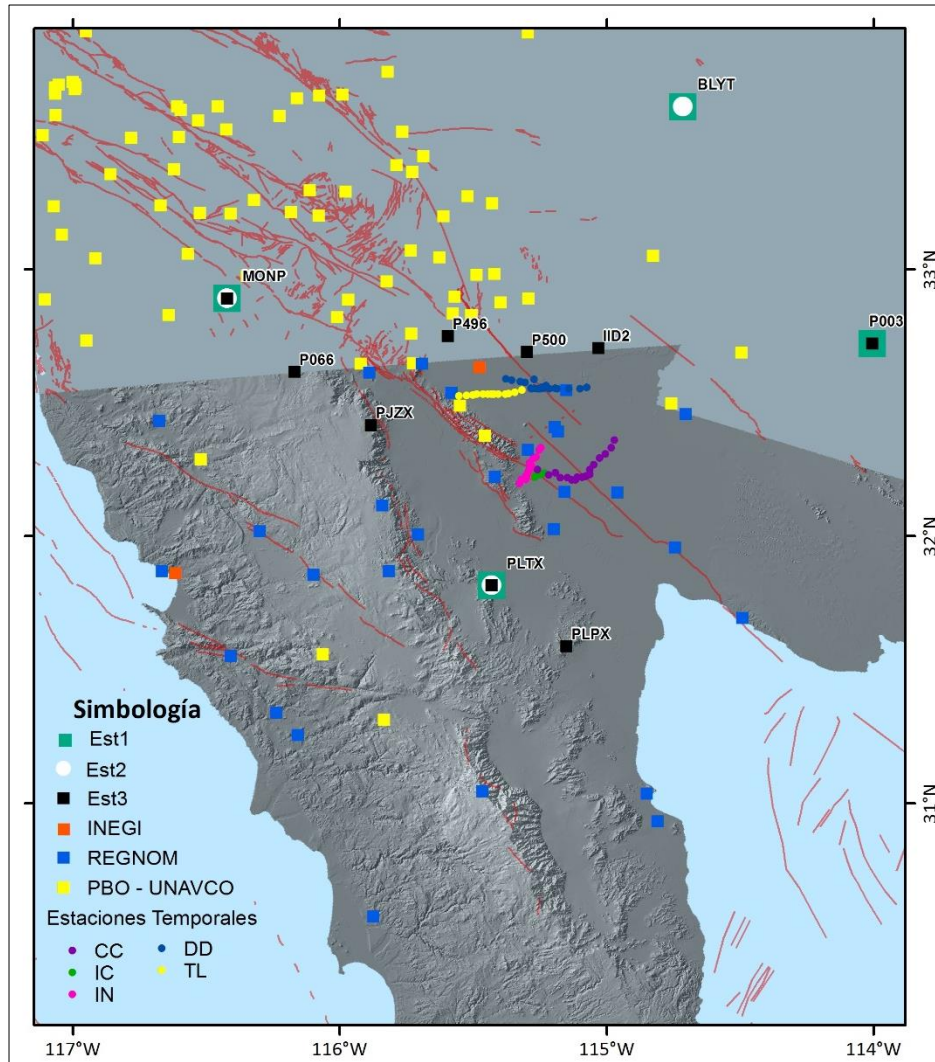 BLYT
33°N
MONP
P003
P496
P500
IID2
P066
PJZX
32°N
PLTX
PLPX
Simbología
Est1
Est2
Est3
INEGI
REGNOM
PBO - UNAVCO
Estaciones Temporales
CC
DD
IC
TL
IN
31°N
117°W
116°W
115°W
114°W